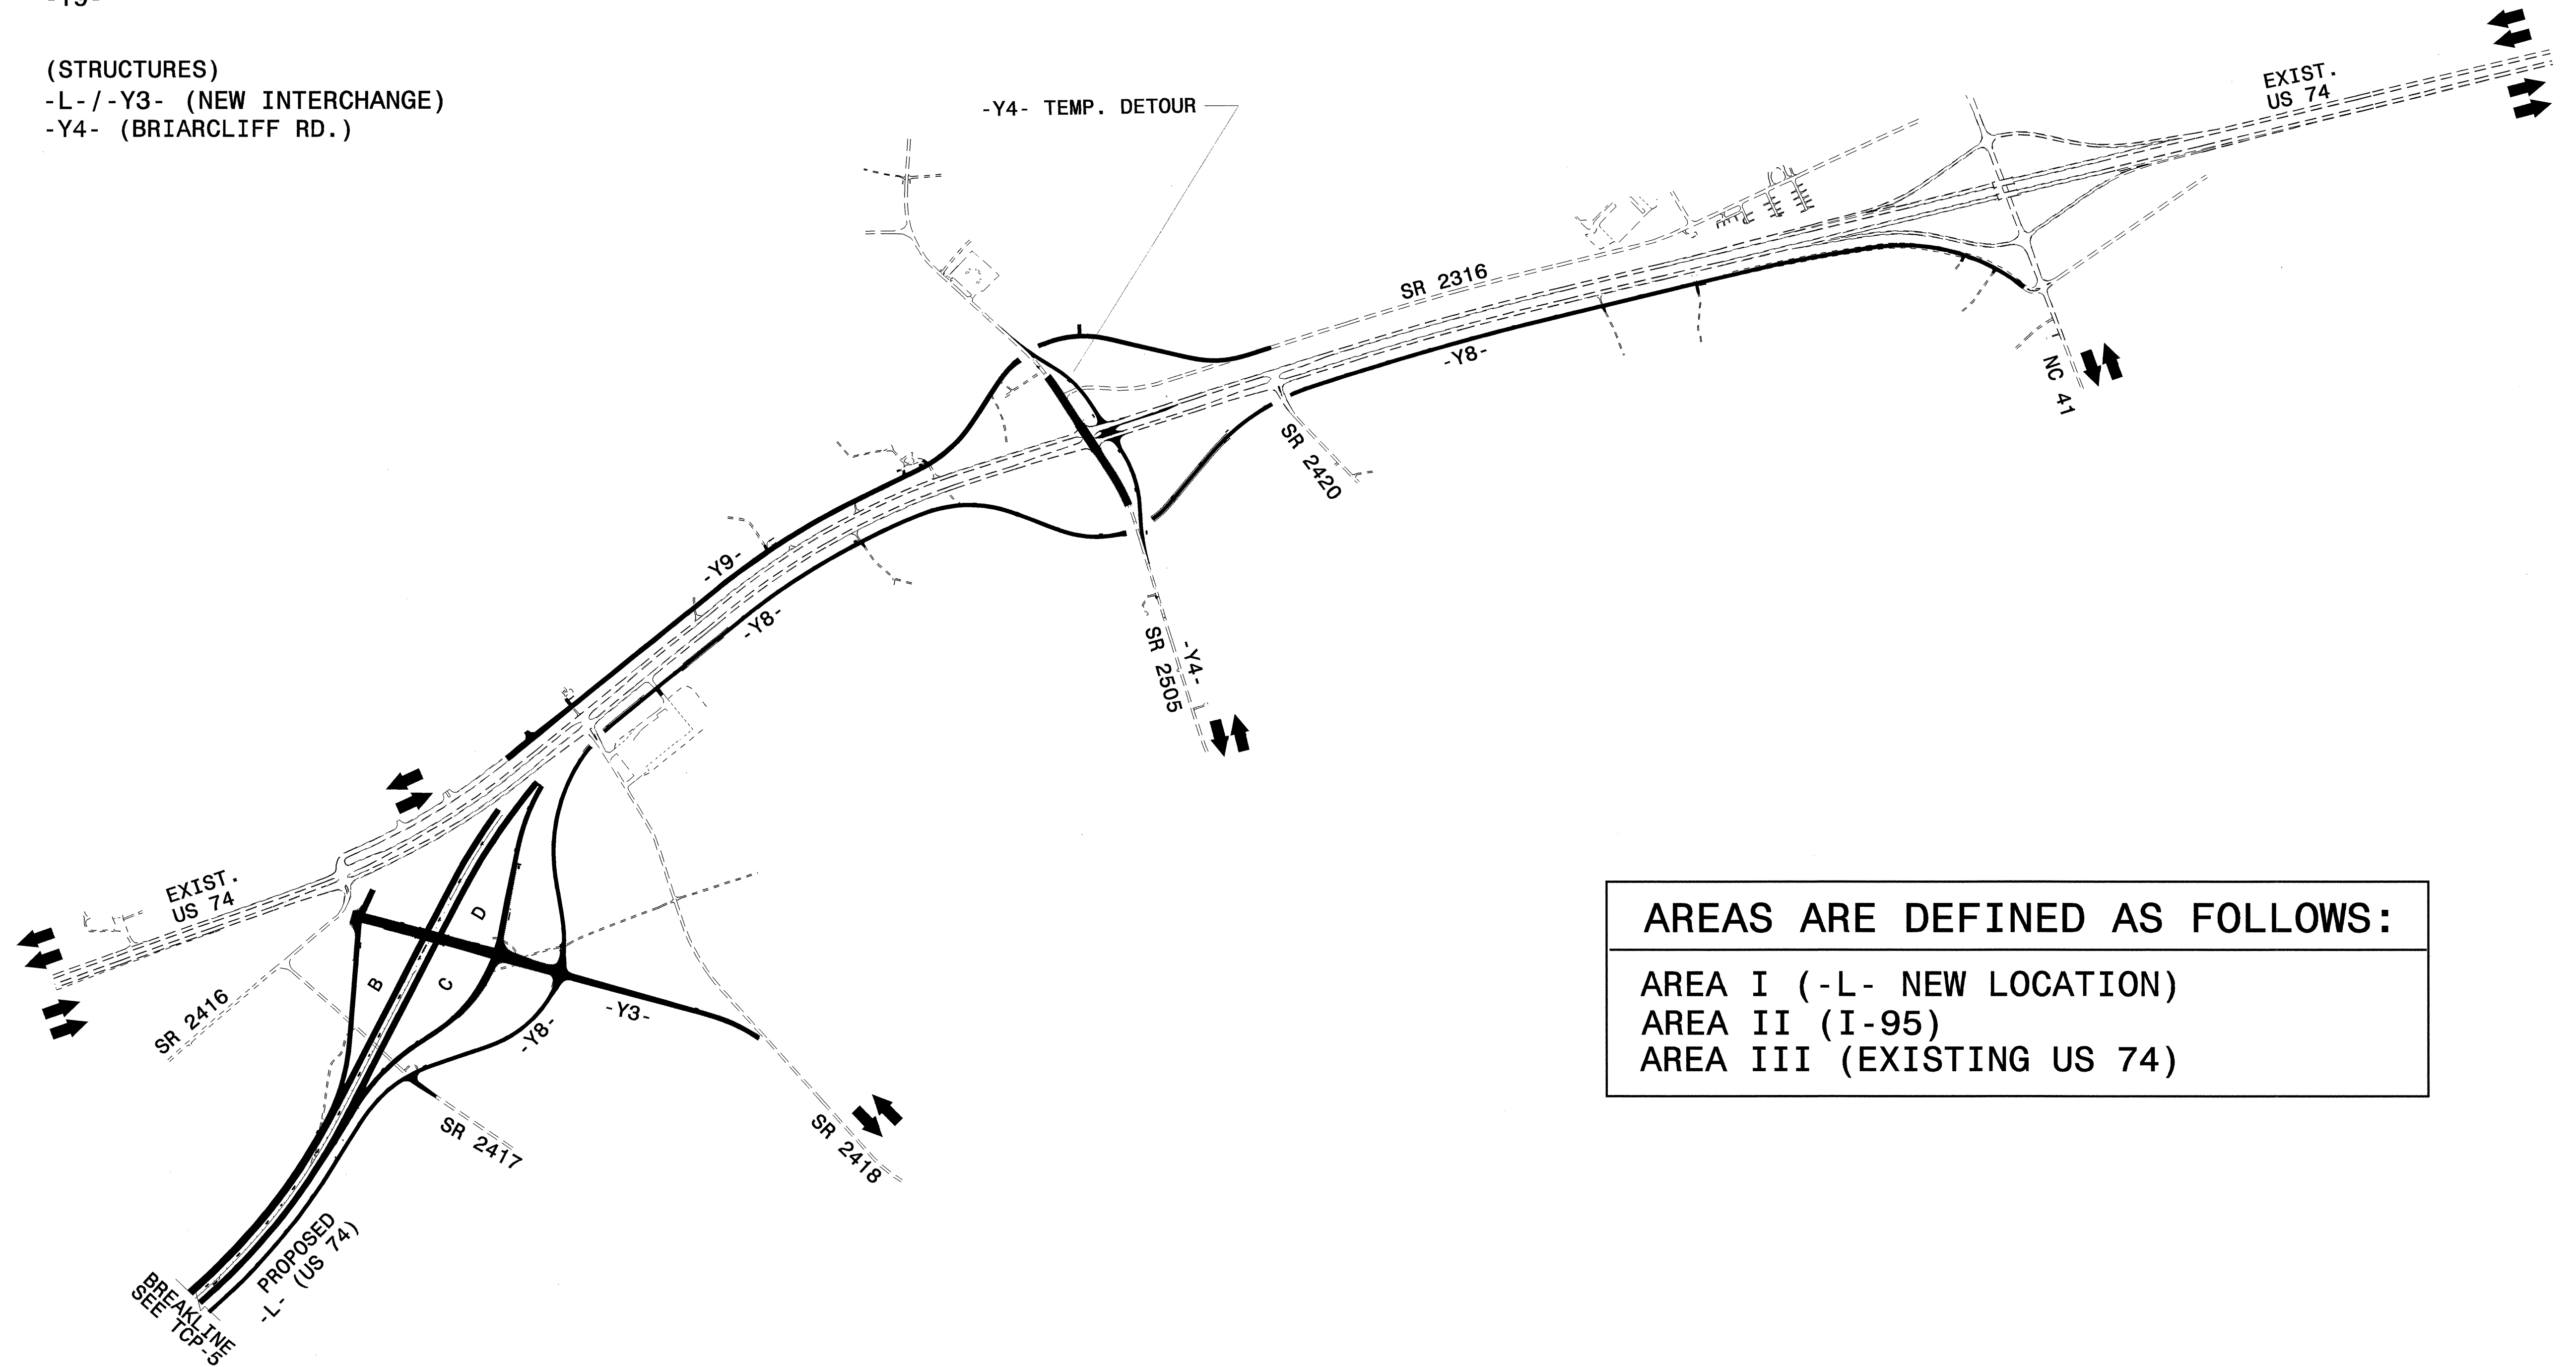 (STRUCTURES)
-L-/-Y3- (NEW INTERCHANGE)
-Y4- (BRIARCLIFF RD.)
-Y4- TEMP. DETOUR
EXIST.
US 74
SR 2316
-Y8-
NC 41
SR 2420
-Y9-
-Y8-
-Y4-
SR 2505
EXIST.
US 74
D
B
C
SR 2416
-Y3-
-Y8-
SR 2417
SR 2418
PROPOSED
-L- (US 74)
BREAKLINE
SEE TCP-5
AREAS ARE DEFINED AS FOLLOWS:
AREA I (-L- NEW LOCATION)
AREA II (I-95)
AREA III (EXISTING US 74)